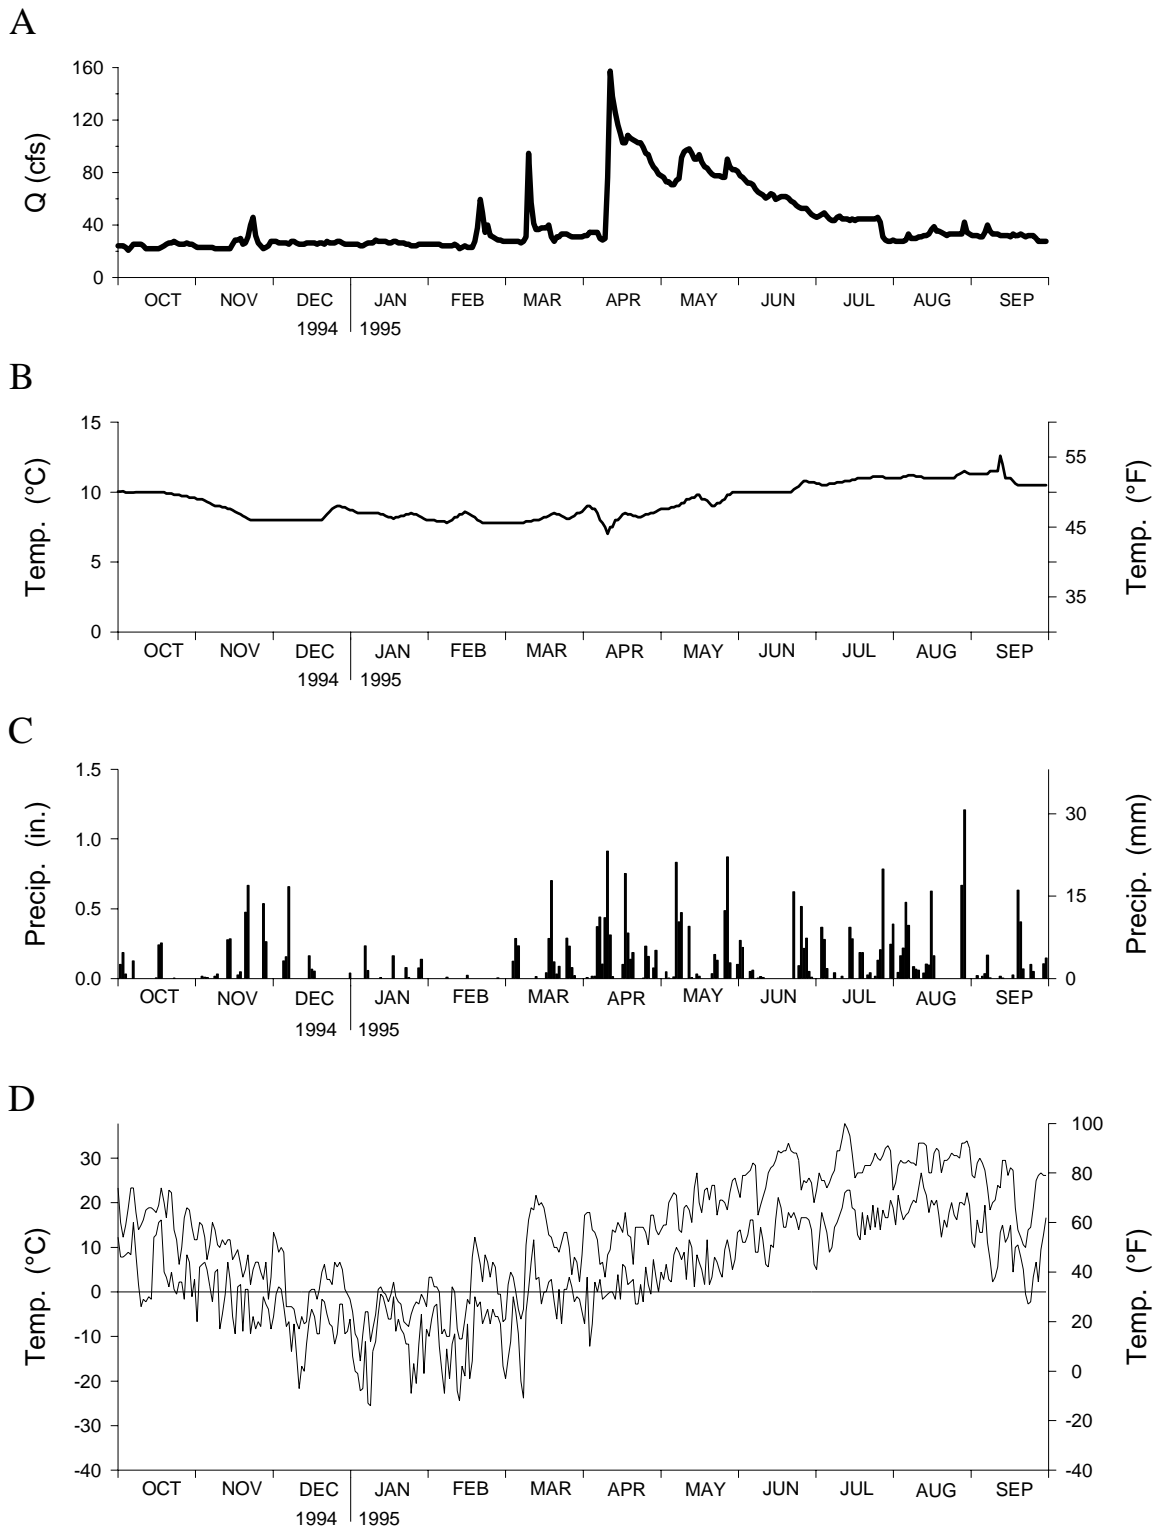 A
Q (cfs)
160
120
80
40
0
OCT NOV DEC JAN FEB MAR APR MAY JUN JUL AUG SEP
1994 1995
B
Temp. (°C)
15
10
5
0
Temp. (°F)
55
45
35
OCT NOV DEC JAN FEB MAR APR MAY JUN JUL AUG SEP
1994 1995
C
Precip. (in.)
1.5
1.0
0.5
0.0
Precip. (mm)
30
15
0
OCT NOV DEC JAN FEB MAR APR MAY JUN JUL AUG SEP
1994 1995
D
Temp. (°C)
30
20
10
0
-10
-20
-30
-40
Temp. (°F)
100
80
60
40
20
0
-20
-40
OCT NOV DEC JAN FEB MAR APR MAY JUN JUL AUG SEP
1994 1995